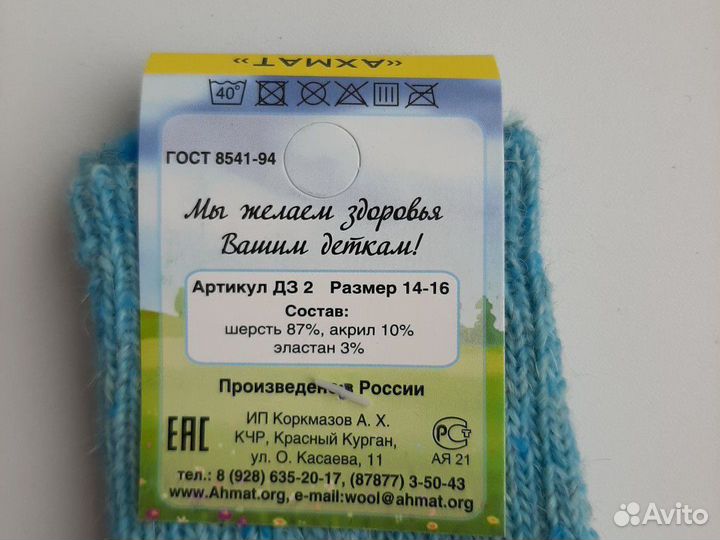 «АХМАТ»
40°
ГОСТ 8541-94
Мы желаем здоровья
Вашим деткам!
Артикул ДЗ 2 Размер 14-16
Состав:
шерсть 87%, акрил 10%
эластан 3%
Произведено в России
ИП Коркмазов А. Х.
КЧР, Красный Курган,
ул. О. Касаева, 11
ЕАС
РСТ
АЯ 21
тел.: 8 (928) 635-20-17, (87877) 3-50-43
www.Ahmat.org, e-mail:wool@ahmat.org
Avito